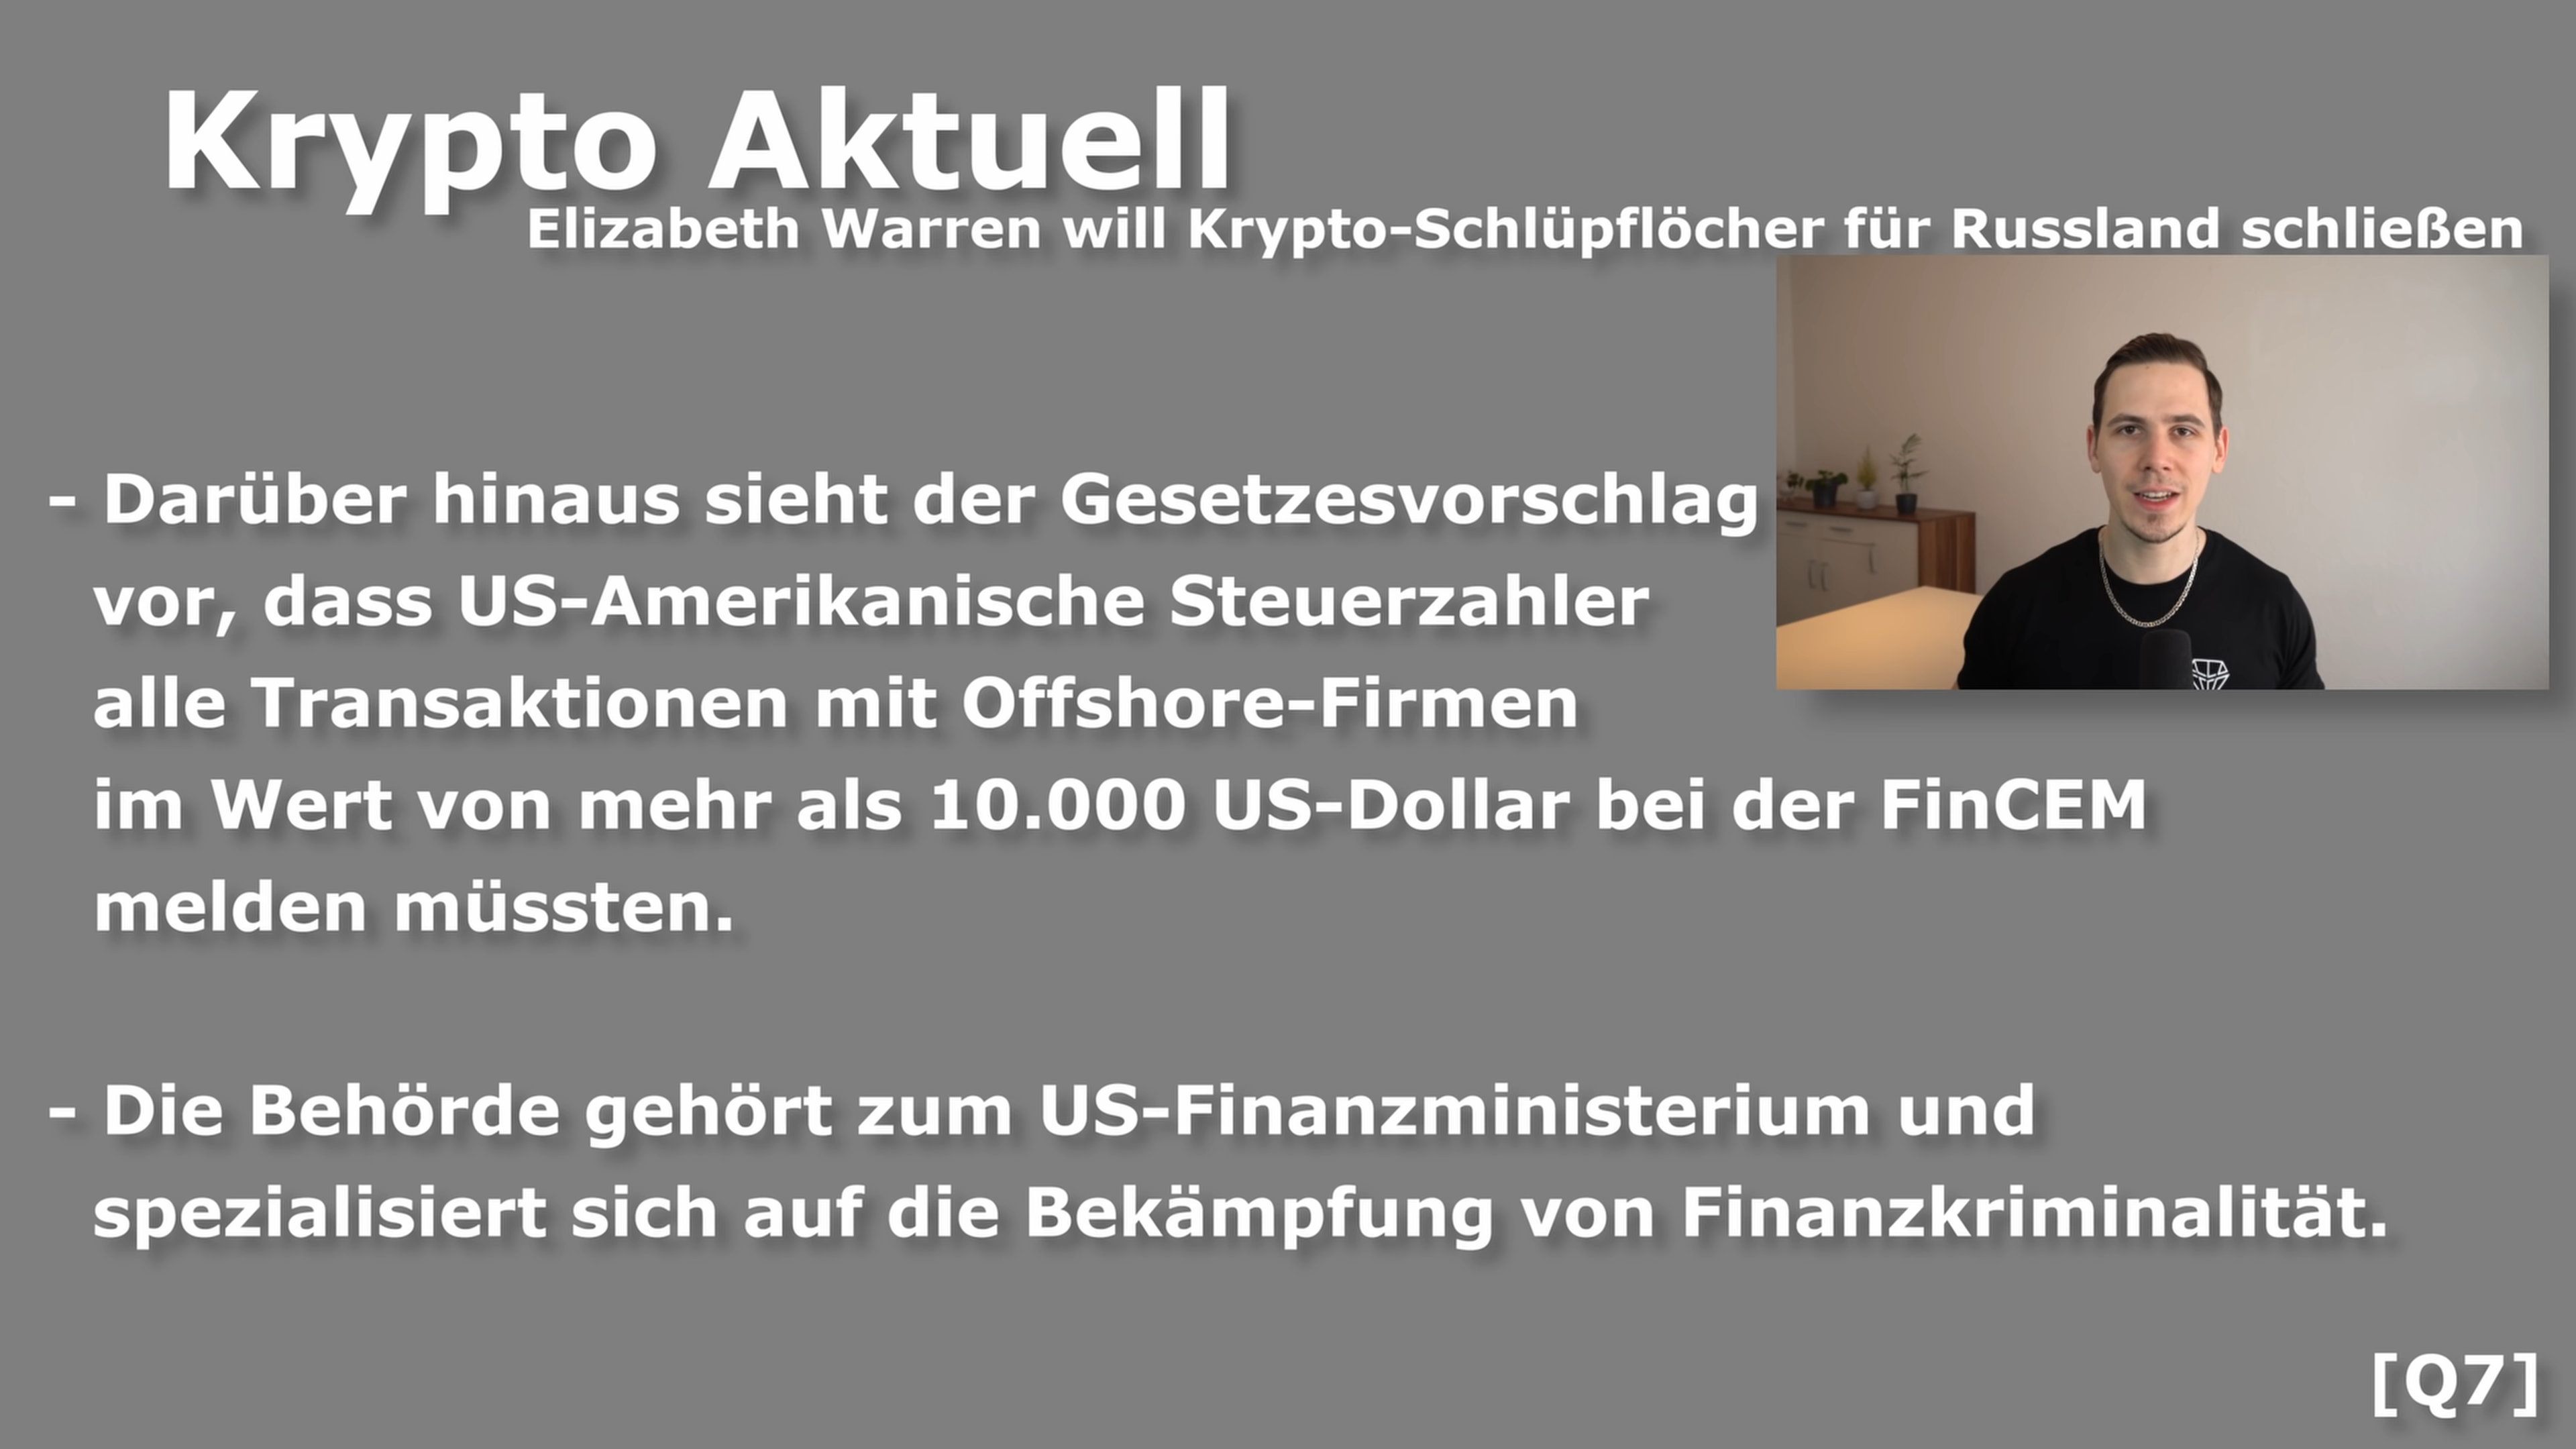 Krypto Aktuell
Elizabeth Warren will Krypto-Schlüpflöcher für Russland schließen
- Darüber hinaus sieht der Gesetzesvorschlag
vor, dass US-Amerikanische Steuerzahler
alle Transaktionen mit Offshore-Firmen
im Wert von mehr als 10.000 US-Dollar bei der FinCEM
melden müssten.
- Die Behörde gehört zum US-Finanzministerium und
spezialisiert sich auf die Bekämpfung von Finanzkriminalität.
[Q7]